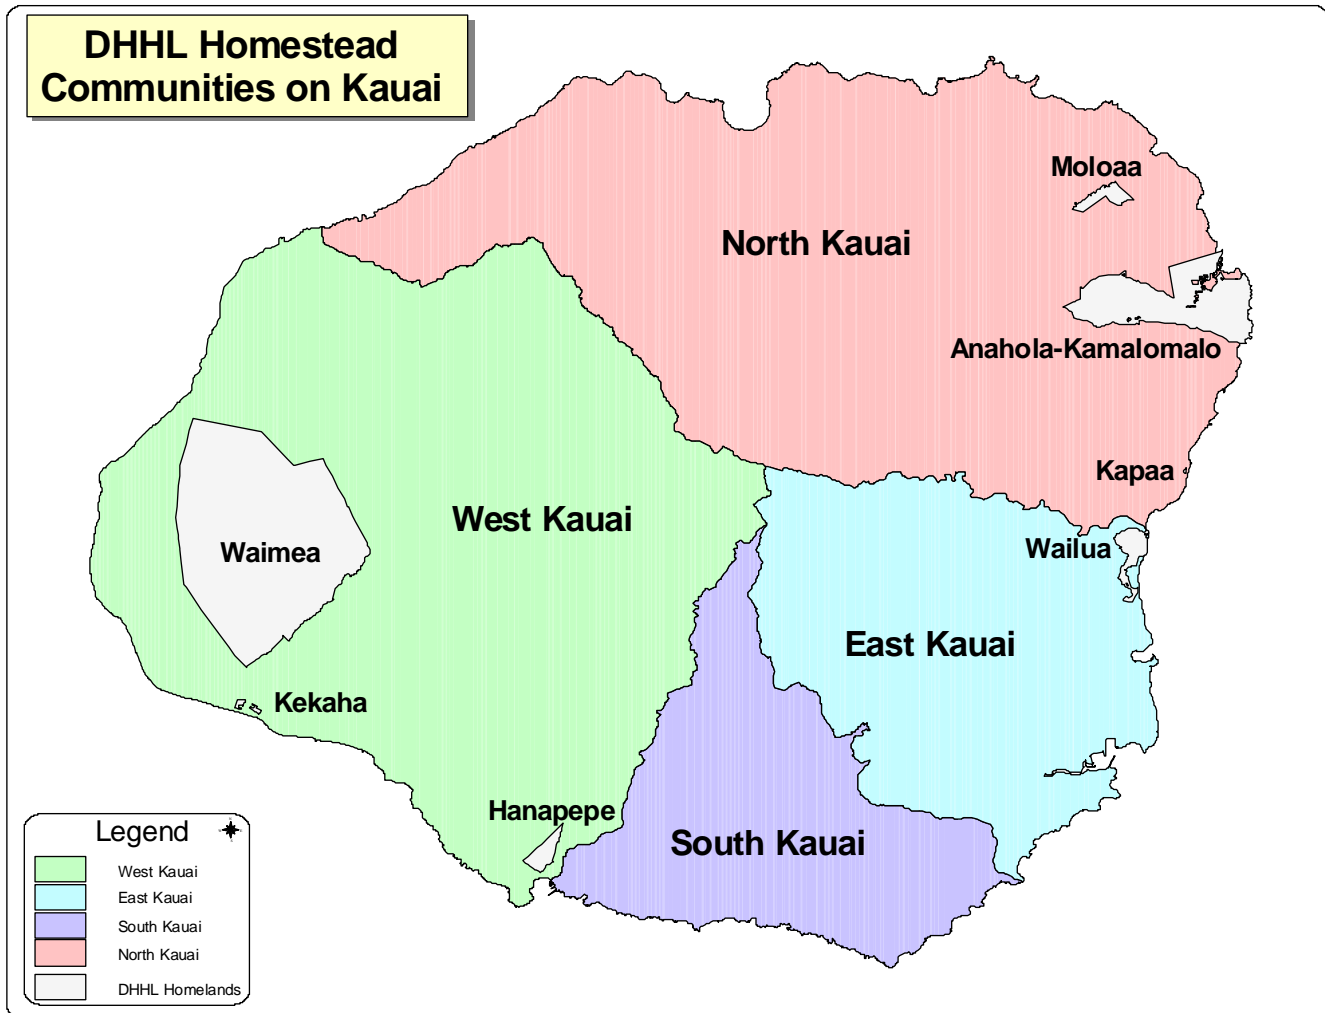 DHHL Homestead
Communities on Kauai
Moloaa
North Kauai
Anahola-Kamalomalo
Kapaa
West Kauai
Wailua
Waimea
East Kauai
Kekaha
Hanapepe
South Kauai
Legend
West Kauai
East Kauai
South Kauai
North Kauai
DHHL Homelands